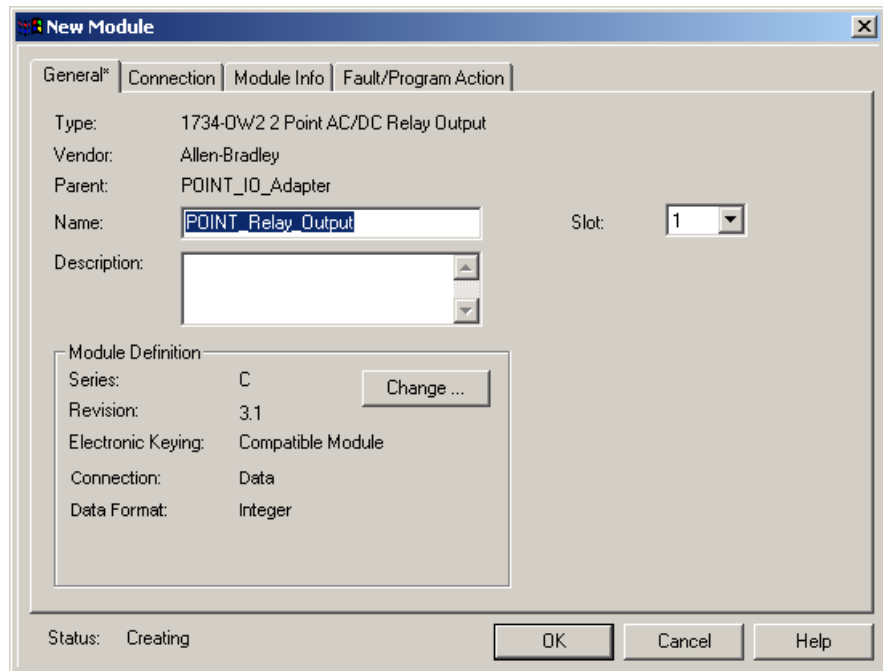 New Module
General* Connection Module Info Fault/Program Action
Type: 1734-OW2 2 Point AC/DC Relay Output
Vendor: Allen-Bradley
Parent: POINT_IO_Adapter
Name: POINT_Relay_Output Slot: 1
Description:
Module Definition
Series: C Change ...
Revision: 3.1
Electronic Keying: Compatible Module
Connection: Data
Data Format: Integer
Status: Creating OK Cancel Help